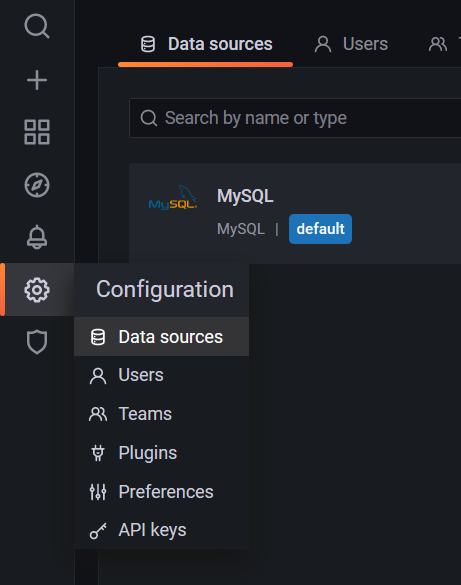 Data sources
Users
Search by name or type
MySQL
MySQL
MySQL | default
Configuration
Data sources
Users
Teams
Plugins
Preferences
API keys